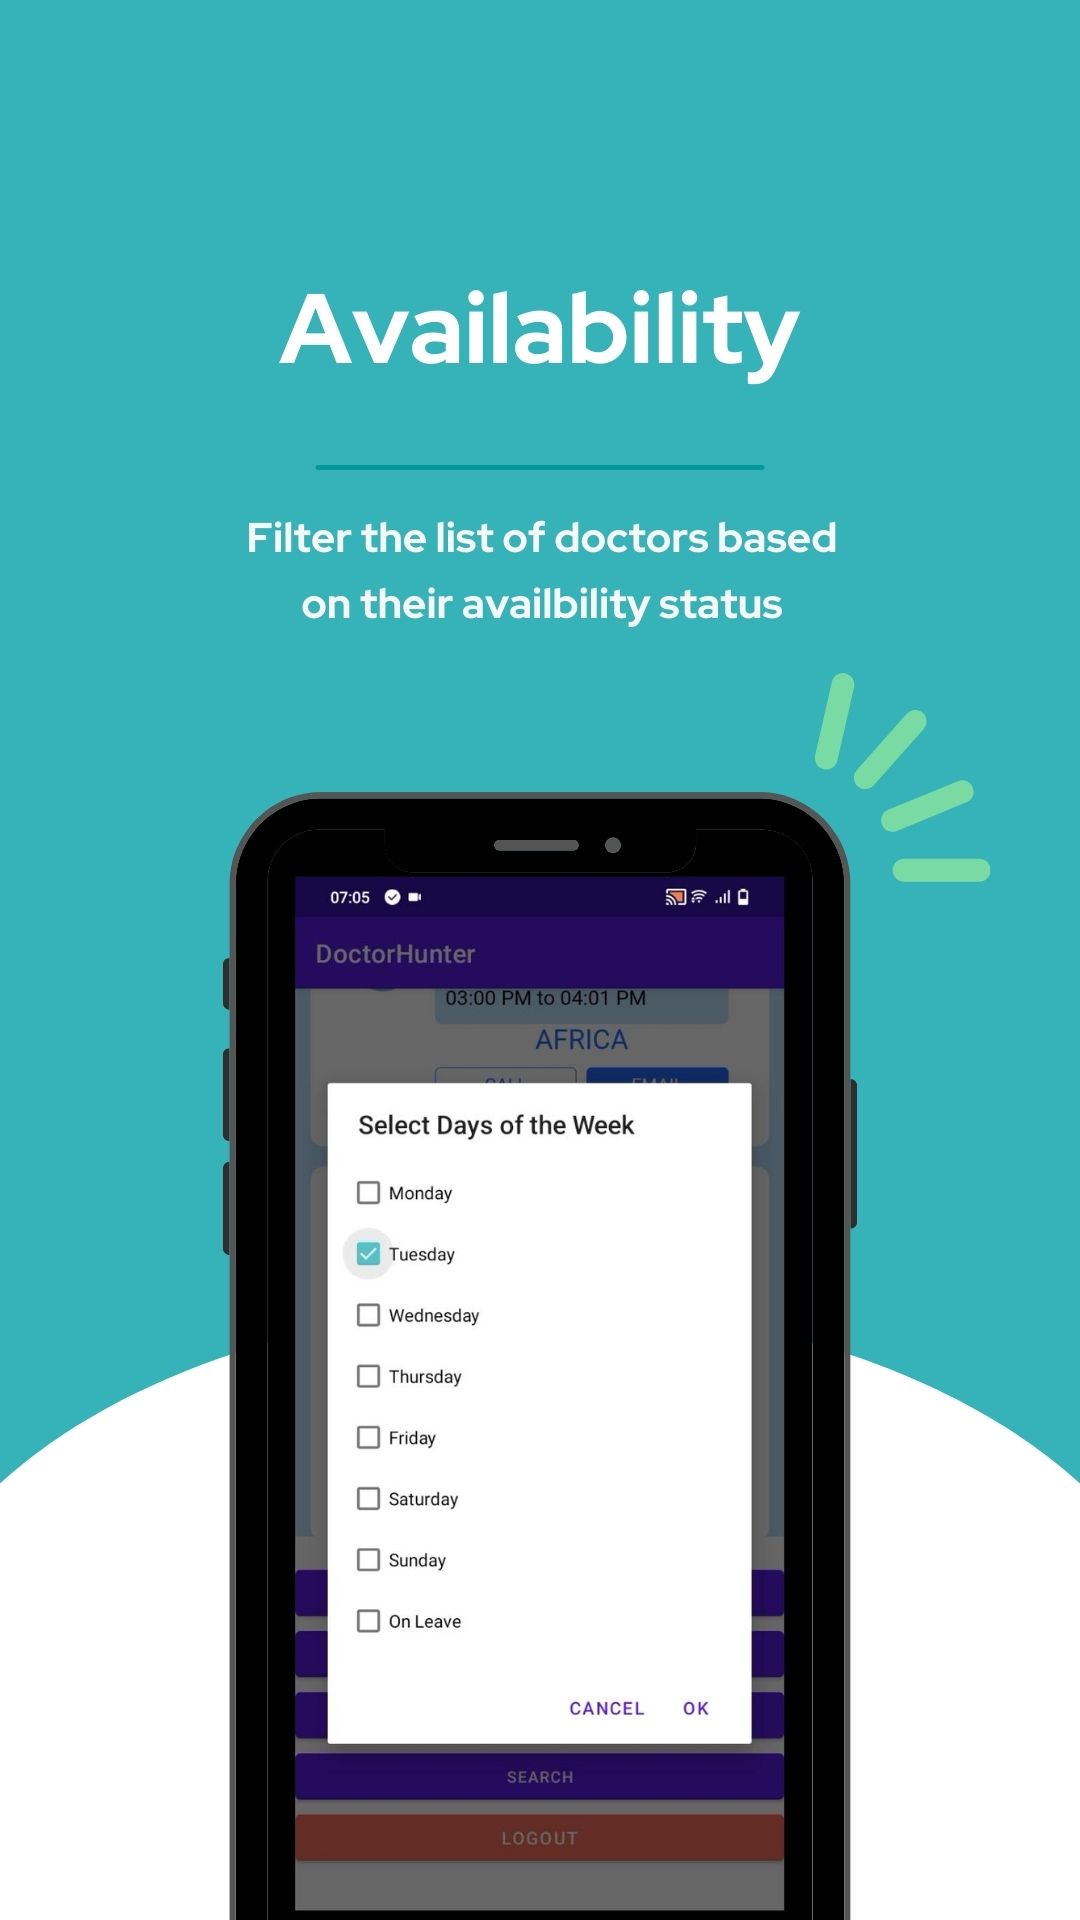 Availability
Filter the list of doctors based
on their availbility status
07:05
DoctorHunter
03:00 PM to 04:01 PM
AFRICA
CALL EMAIL
Select Days of the Week
Monday
Tuesday
Wednesday
Thursday
Friday
Saturday
Sunday
On Leave
CANCEL OK
SEARCH
LOGOUT